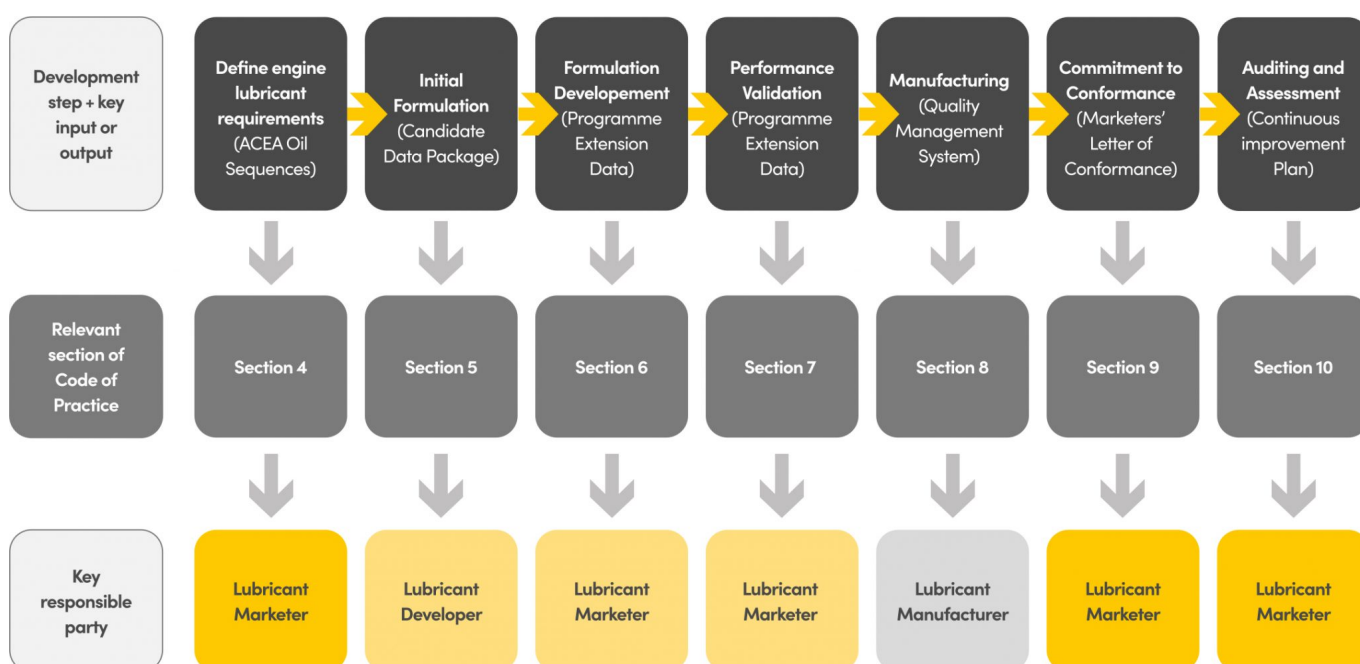 Development
step + key
input or
output
Define engine
lubricant
requirements
(ACEA Oil
Sequences)
Initial
Formulation
(Candidate
Data Package)
Formulation
Developement
(Programme
Extension
Data)
Performance
Validation
(Programme
Extension
Data)
Manufacturing
(Quality
Management
System)
Commitment to
Conformance
(Marketers’
Letter of
Conformance)
Auditing and
Assessment
(Continuous
improvement
Plan)
Relevant
section of
Code of
Practice
Section 4
Section 5
Section 6
Section 7
Section 8
Section 9
Section 10
Key
responsible
party
Lubricant
Marketer
Lubricant
Developer
Lubricant
Marketer
Lubricant
Marketer
Lubricant
Manufacturer
Lubricant
Marketer
Lubricant
Marketer